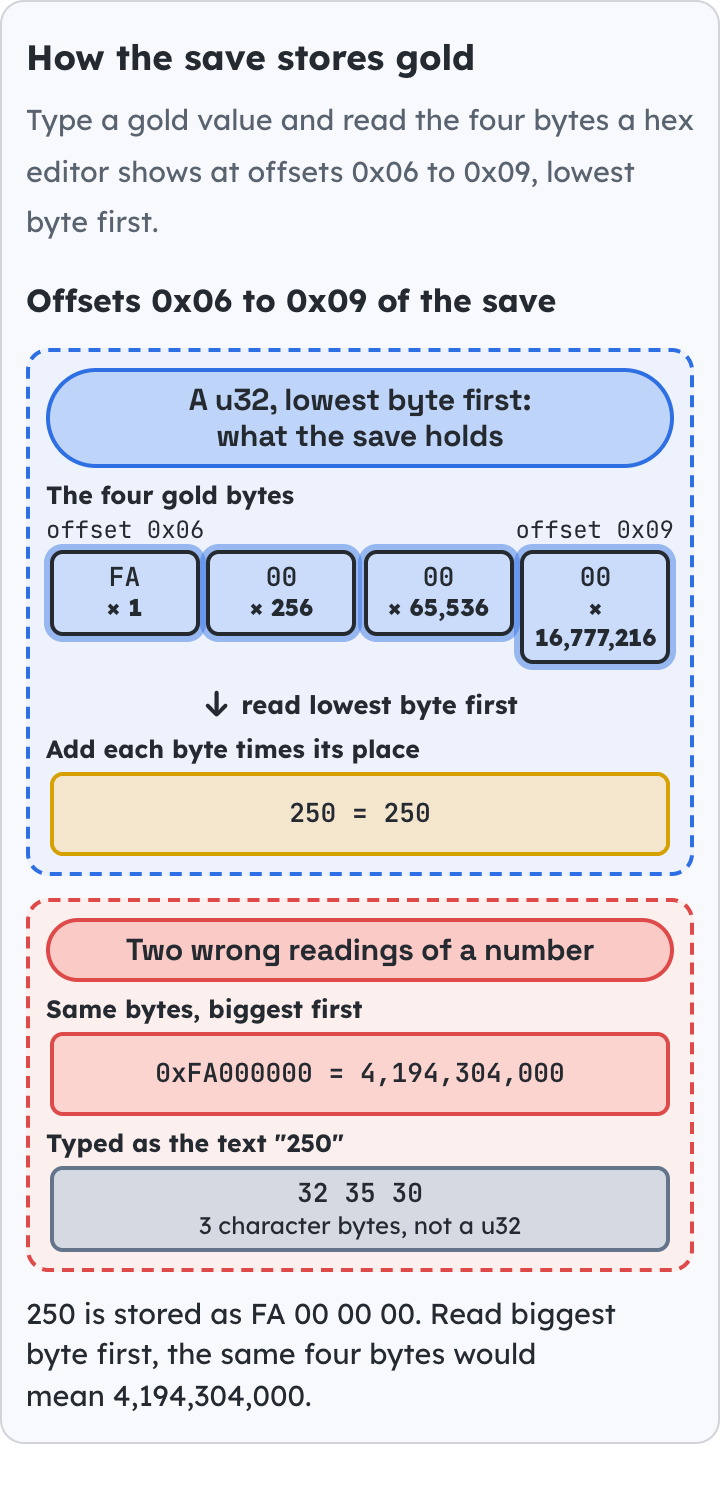 How the save stores gold
Type a gold value and read the four bytes a hex
editor shows at offsets 0x06 to 0x09, lowest
byte first.
Offsets 0x06 to 0x09 of the save
A u32, lowest byte first:
what the save holds
The four gold bytes
offset 0x06 offset 0x09
FA 00 00 00
× 1 × 256 × 65,536 ×
16,777,216
↓ read lowest byte first
Add each byte times its place
250 = 250
Two wrong readings of a number
Same bytes, biggest first
0xFA000000 = 4,194,304,000
Typed as the text "250"
32 35 30
3 character bytes, not a u32
250 is stored as FA 00 00 00. Read biggest
byte first, the same four bytes would
mean 4,194,304,000.